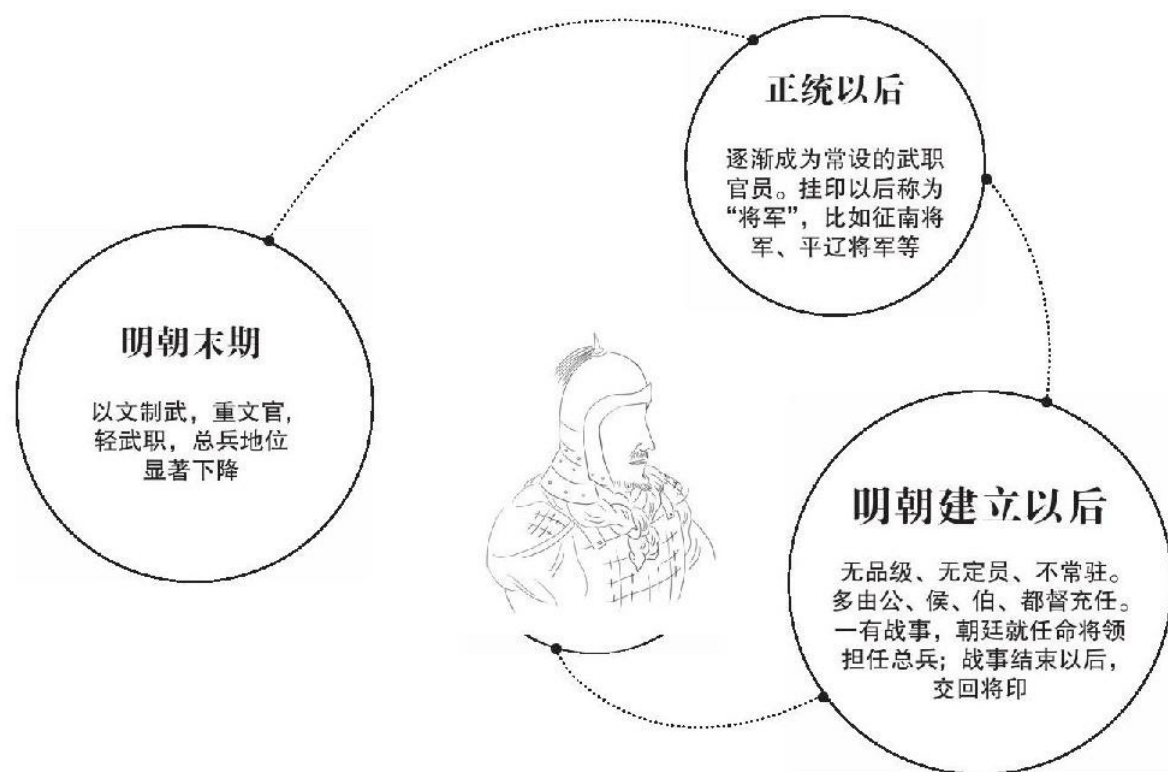 正统以后
逐渐成为常设的武职
官员。挂印以后称为
“将军”，比如征南将
军、平辽将军等
明朝末期
以文制武，重文官，
轻武职，总兵地位
显著下降
明朝建立以后
无品级、无定员、不常驻。
多由公、侯、伯、都督充任。
一有战事，朝廷就任命将领
担任总兵；战事结束以后，
交回将印